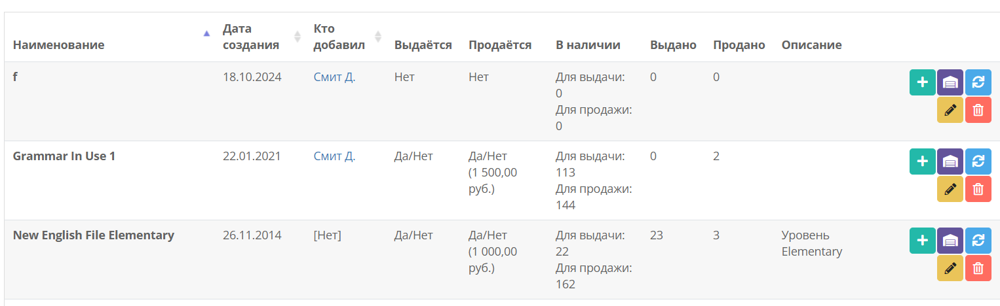 Наименование
Дата создания
Кто добавил
Выдаётся
Продаётся
В наличии
Выдано
Продано
Описание
f
18.10.2024
Смит Д.
Нет
Нет
Для выдачи:
0
Для продажи:
0
0
0
Grammar In Use 1
22.01.2021
Смит Д.
Да/Нет
Да/Нет
(1 500,00
руб.)
Для выдачи:
113
Для продажи:
144
0
2
New English File Elementary
26.11.2014
[Нет]
Да/Нет
Да/Нет
(1 000,00
руб.)
Для выдачи:
22
Для продажи:
162
23
3
Уровень
Elementary